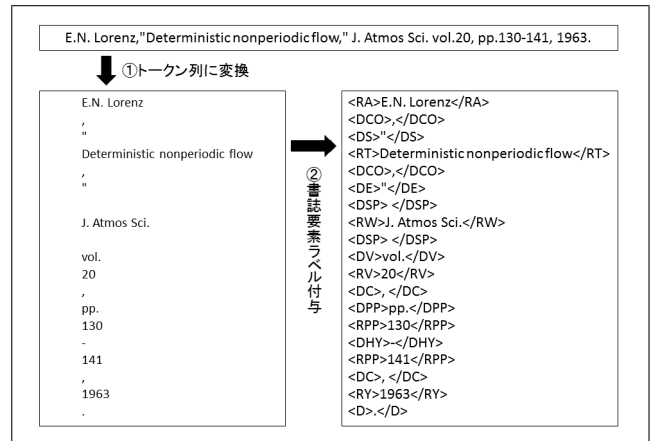 E.N. Lorenz,"Deterministic nonperiodic flow," J. Atmos Sci. vol.20, pp.130-141, 1963.
①トークン列に変換
E.N. Lorenz
,
"
Deterministic nonperiodic flow
,
"
J. Atmos Sci.
vol.
20
,
pp.
130
-
141
,
1963
.
②書誌要素ラベル付与
<RA>E.N. Lorenz</RA>
<DCO>,</DCO>
<DS>"</DS>
<RT>Deterministic nonperiodic flow</RT>
<DCO>,</DCO>
<DE>"</DE>
<DSP> </DSP>
<RW>J. Atmos Sci.</RW>
<DSP> </DSP>
<DV>vol.</DV>
<RV>20</RV>
<DC>, </DC>
<DPP>pp.</DPP>
<RPP>130</RPP>
<DHY>-</DHY>
<RPP>141</RPP>
<DC>, </DC>
<RY>1963</RY>
<D>.</D>